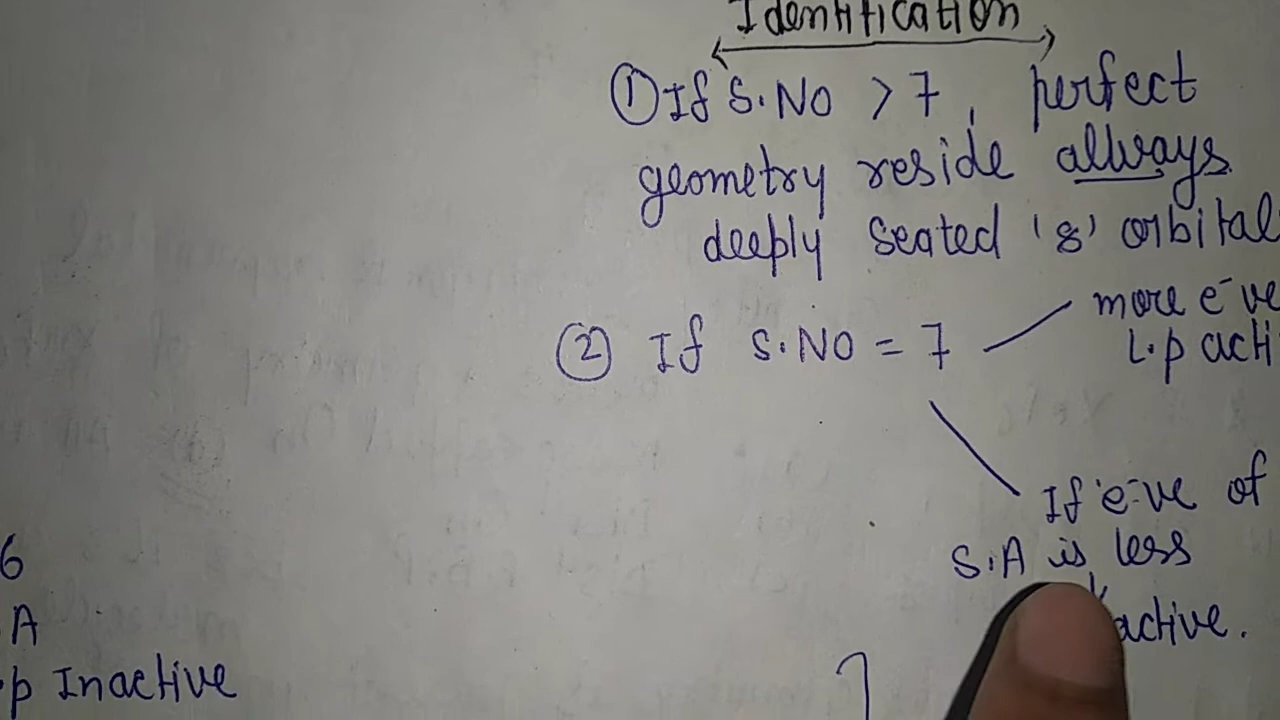 Identification
① If S.NO > 7, perfect
geometry reside allways
deeply seated 's' orbital
② If S.NO = 7
more e⁻ve
L.p acti
If e⁻ve of
S.A is less
active.
6
A
.p Inactive